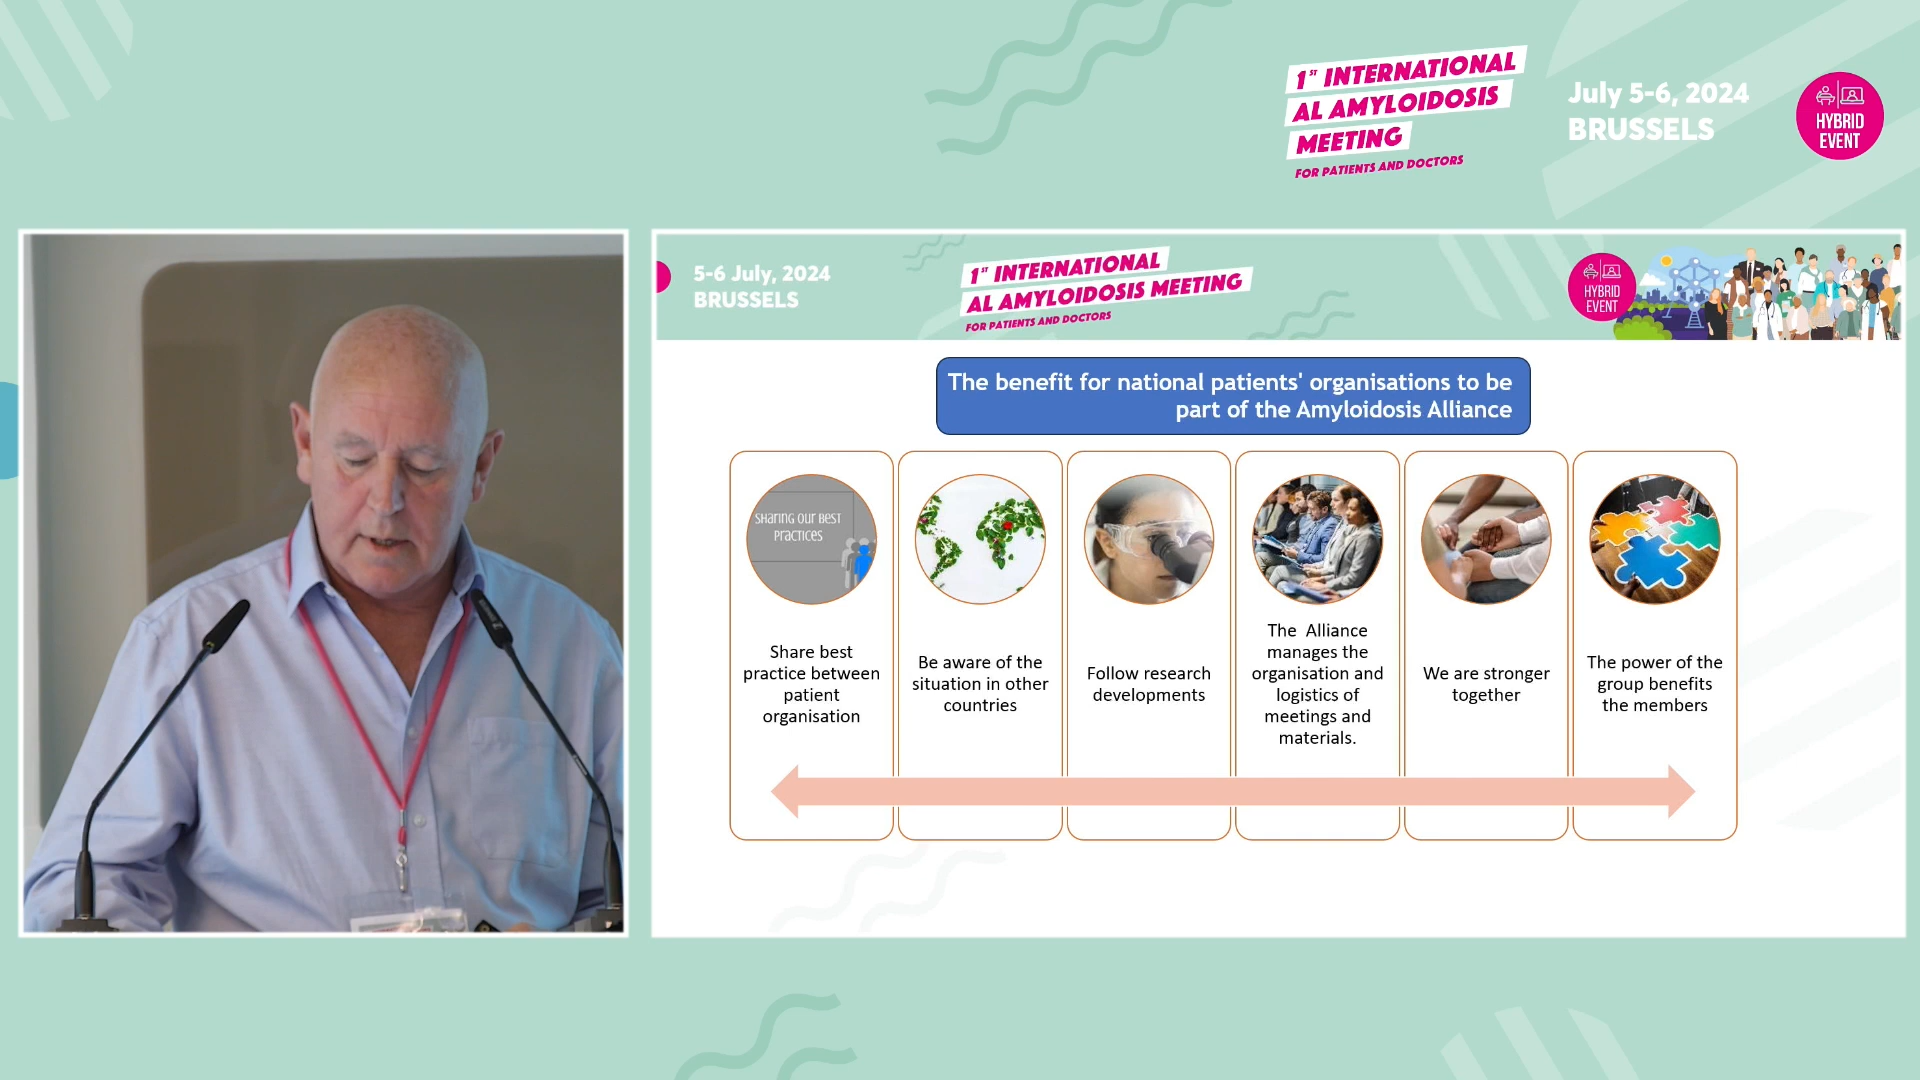 1ST INTERNATIONAL
AL AMYLOIDOSIS
MEETING
FOR PATIENTS AND DOCTORS
July 5-6, 2024
BRUSSELS
HYBRID
EVENT
5-6 July, 2024
BRUSSELS
1ST INTERNATIONAL
AL AMYLOIDOSIS MEETING
FOR PATIENTS AND DOCTORS
HYBRID
EVENT
The benefit for national patients' organisations to be
part of the Amyloidosis Alliance
SHARING OUR BEST
PRACTICES
Share best
practice between
patient
organisation
Be aware of the
situation in other
countries
Follow research
developments
The Alliance
manages the
organisation and
logistics of
meetings and
materials.
We are stronger
together
The power of the
group benefits
the members